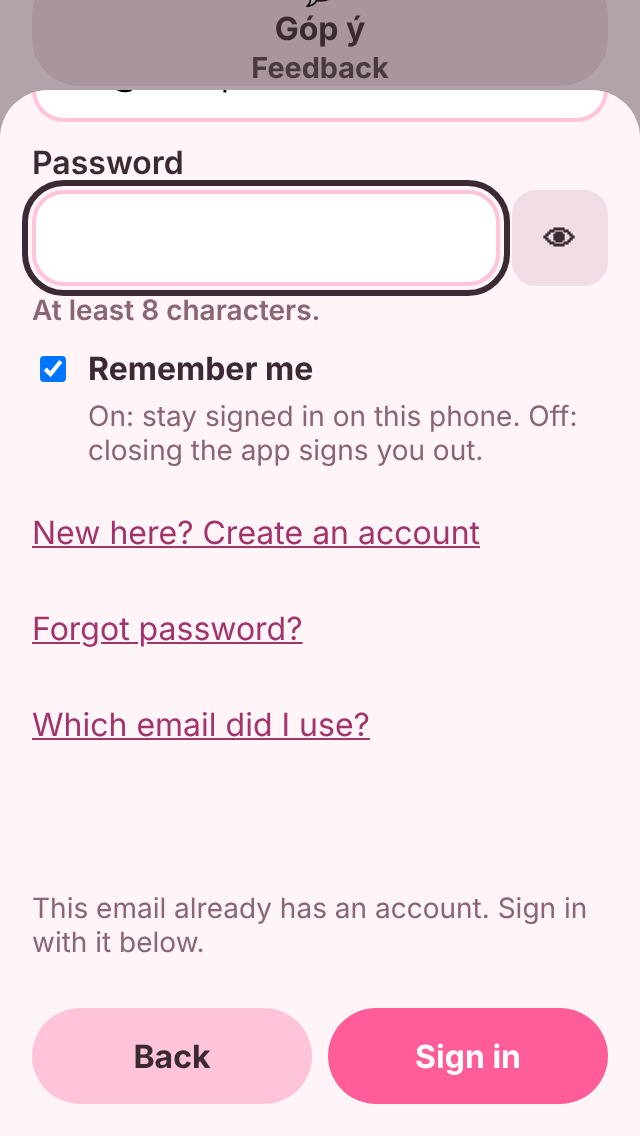 Góp ý
Feedback
Password
At least 8 characters.
Remember me
On: stay signed in on this phone. Off:
closing the app signs you out.
New here? Create an account
Forgot password?
Which email did I use?
This email already has an account. Sign in
with it below.
Back
Sign in